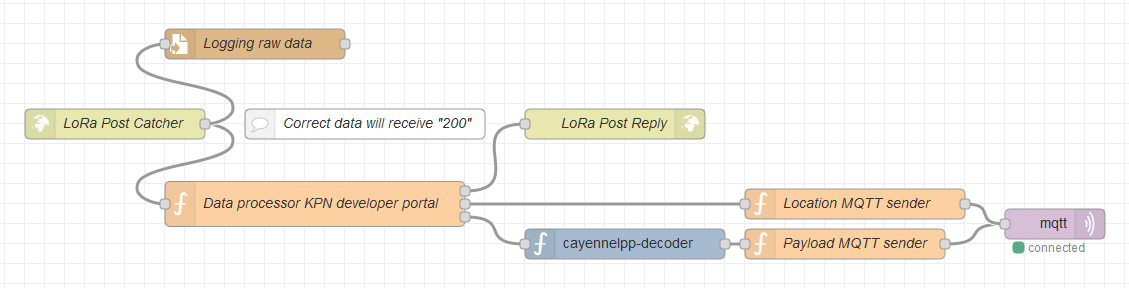 Logging raw data
LoRa Post Catcher
Correct data will receive "200"
LoRa Post Reply
Data processor KPN developer portal
Location MQTT sender
mqtt
cayennelpp-decoder
Payload MQTT sender
connected